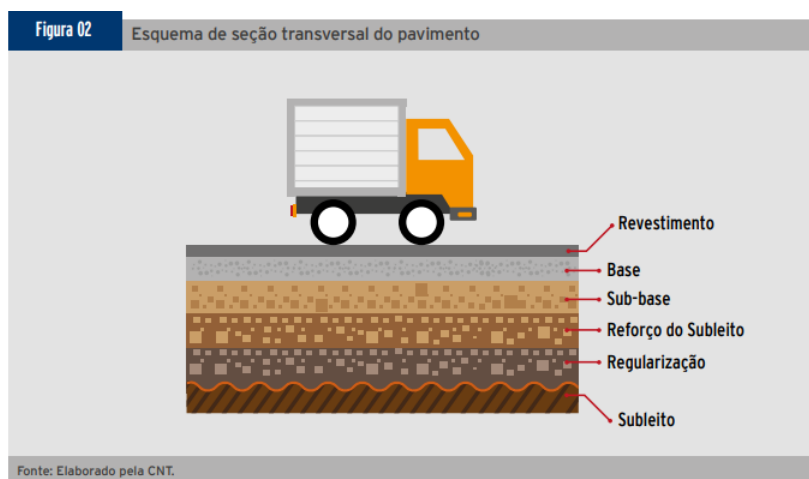 Figura 02
Esquema de seção transversal do pavimento
Revestimento
Base
Sub-base
Reforço do Subleito
Regularização
Subleito
Fonte: Elaborado pela CNT.